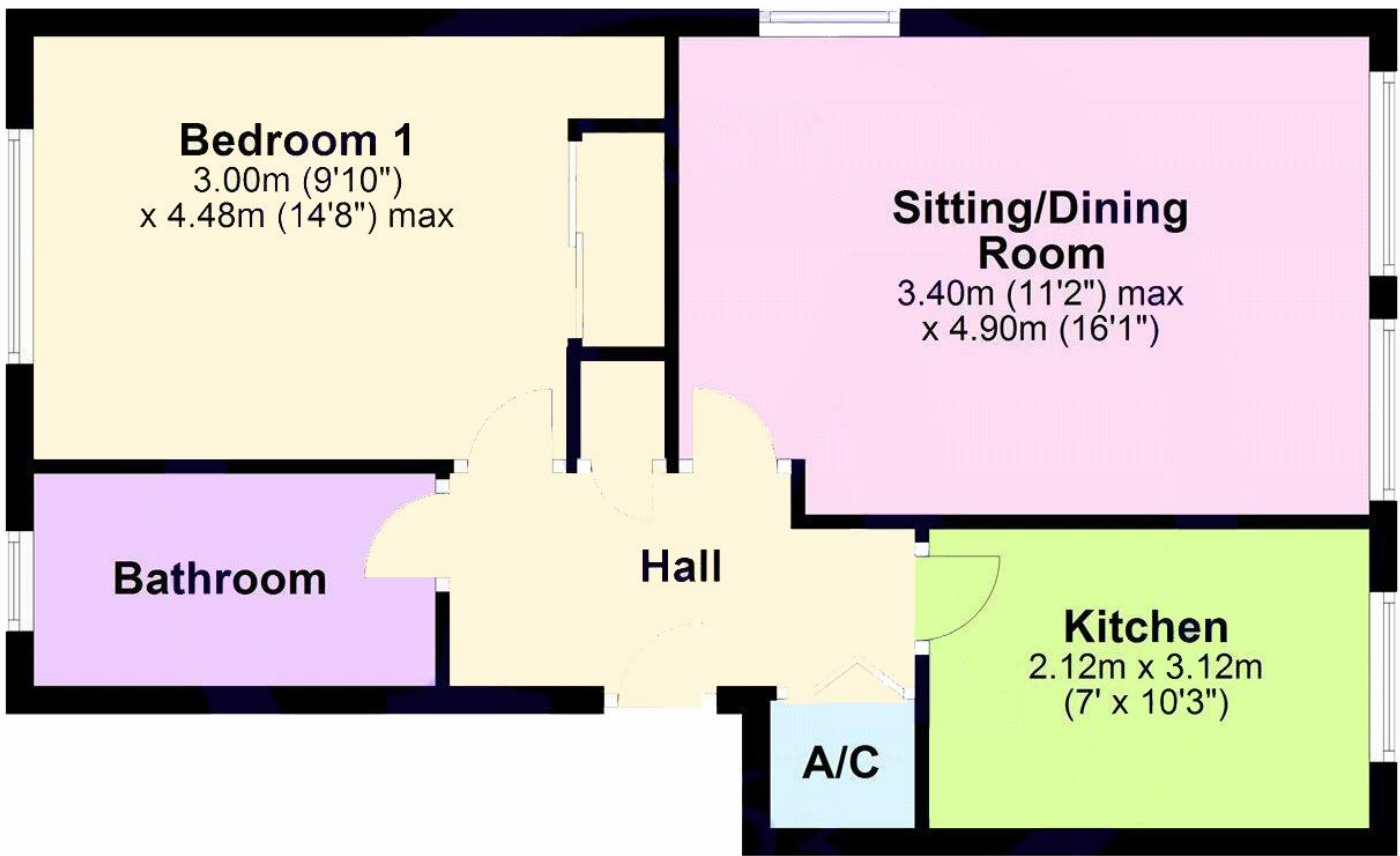 Bedroom 1
3.00m (9'10")
x 4.48m (14'8") max
Sitting/Dining
Room
3.40m (11'2") max
x 4.90m (16'1")
Bathroom
Hall
Kitchen
2.12m x 3.12m
(7' x 10'3")
A/C